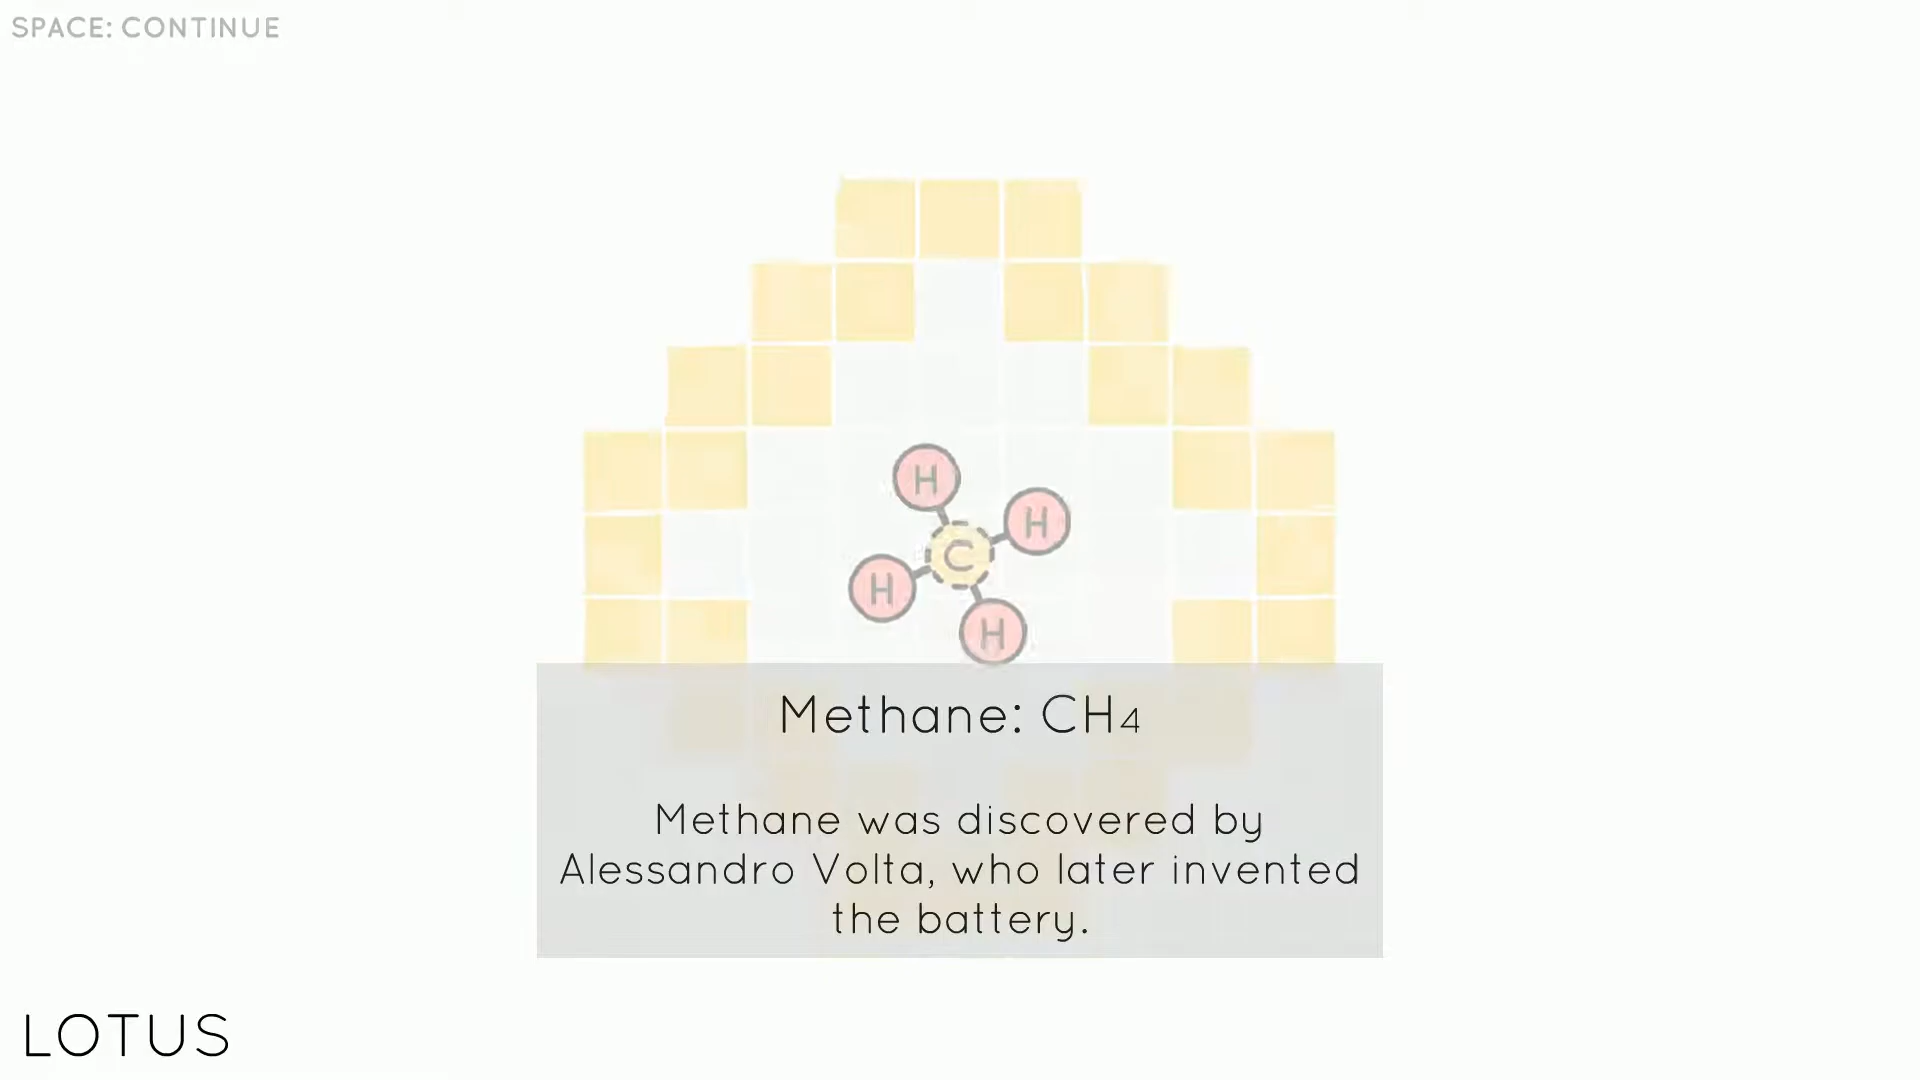 SPACE: CONTINUE
H
H
C
H
H
Methane: CH₄
Methane was discovered by
Alessandro Volta, who later invented
the battery.
LOTUS